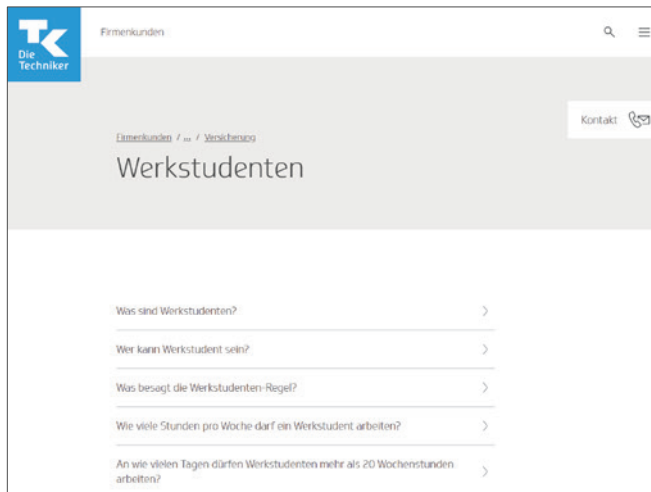 TK
Die
Techniker
Firmenkunden
Kontakt
Firmenkunden / ... / Versicherung
Werkstudenten
Was sind Werkstudenten?
Wer kann Werkstudent sein?
Was besagt die Werkstudenten-Regel?
Wie viele Stunden pro Woche darf ein Werkstudent arbeiten?
An wie vielen Tagen dürfen Werkstudenten mehr als 20 Wochenstunden
arbeiten?